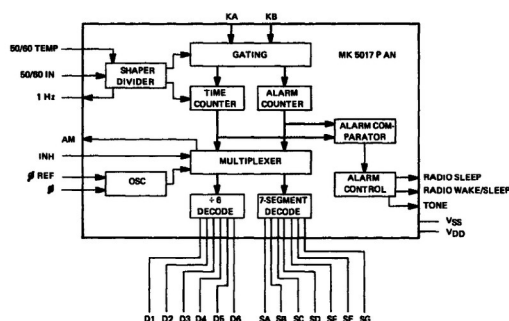 KA KB
50/60 TEMP
GATING
MK 5017 P AN
50/60 IN
SHAPER
DIVIDER
1 Hz
TIME
COUNTER
ALARM
COUNTER
ALARM COM-
PARATOR
AM
INH
MULTIPLEXER
ALARM
CONTROL
RADIO SLEEP
RADIO WAKE/SLEEP
TONE
ϕ REF
ϕ
OSC
÷ 6
DECODE
7-SEGMENT
DECODE
VSS
VDD
D1 D2 D3 D4 D5 D6 SA SB SC SD SE SF SG